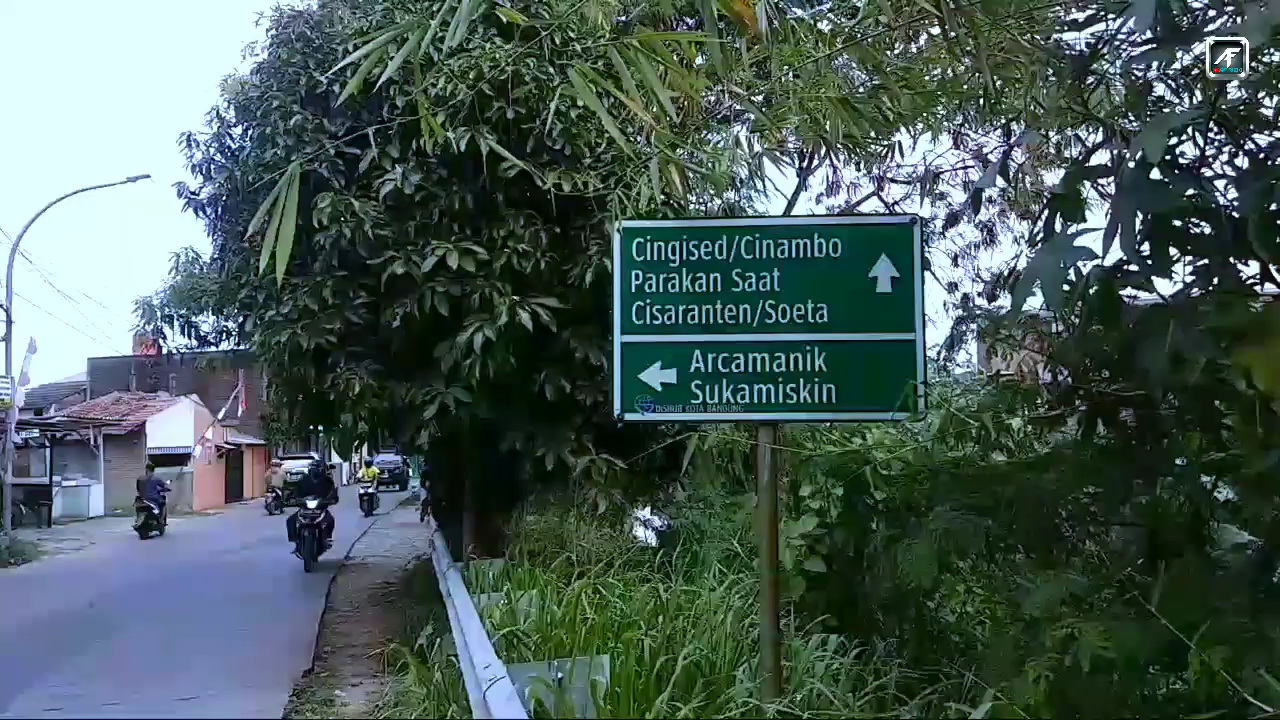 Cingised/Cinambo
Parakan Saat
Cisaranten/Soeta
Arcamanik
Sukamiskin
DISHUB KOTA BANDUNG